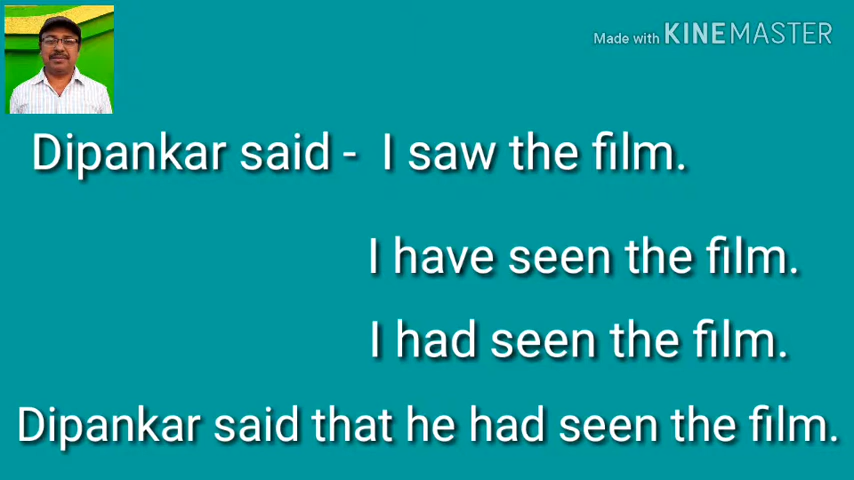 Made with KINEMASTER
Dipankar said - I saw the film.
I have seen the film.
I had seen the film.
Dipankar said that he had seen the film.